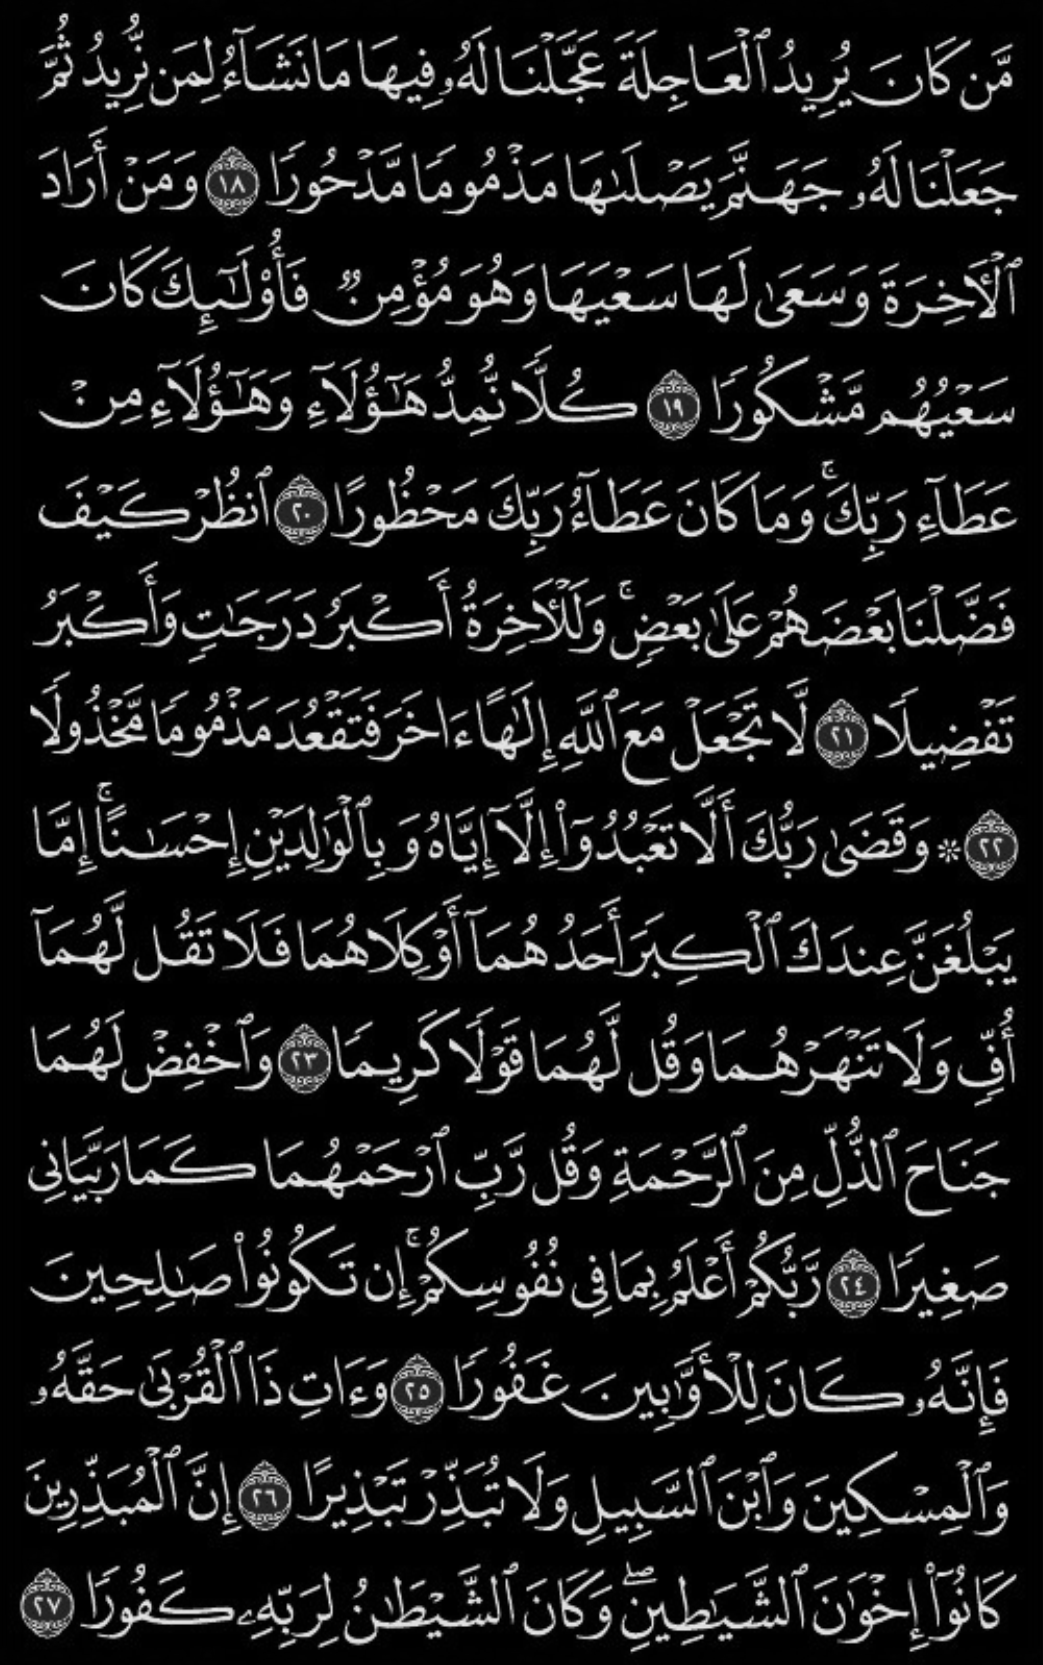 مَّن كَانَ يُرِيدُ ٱلْعَاجِلَةَ عَجَّلْنَا لَهُۥ فِيهَا مَا نَشَآءُ لِمَن نُّرِيدُ ثُمَّ
جَعَلْنَا لَهُۥ جَهَنَّمَ يَصْلَىٰهَا مَذْمُومًا مَّدْحُورًا ١٨ وَمَنْ أَرَادَ
ٱلْأَخِرَةَ وَسَعَىٰ لَهَا سَعْيَهَا وَهُوَ مُؤْمِنٌ فَأُو۟لَٰٓئِكَ كَانَ
سَعْيُهُم مَّشْكُورًا ١٩ كُلًّا نُّمِدُّ هَٰٓؤُلَآءِ وَهَٰٓؤُلَآءِ مِنْ
عَطَآءِ رَبِّكَ ۚ وَمَا كَانَ عَطَآءُ رَبِّكَ مَحْظُورًا ٢٠ ٱنظُرْ كَيْفَ
فَضَّلْنَا بَعْضَهُمْ عَلَىٰ بَعْضٍ ۚ وَلَلْأَخِرَةُ أَكْبَرُ دَرَجَٰتٍ وَأَكْبَرُ
تَفْضِيلًا ٢١ لَّا تَجْعَلْ مَعَ ٱللَّهِ إِلَٰهًا ءَاخَرَ فَتَقْعُدَ مَذْمُومًا مَّخْذُولًا
٢٢ ۞ وَقَضَىٰ رَبُّكَ أَلَّا تَعْبُدُوٓا۟ إِلَّآ إِيَّاهُ وَبِٱلْوَٰلِدَيْنِ إِحْسَٰنًا ۚ إِمَّا
يَبْلُغَنَّ عِندَكَ ٱلْكِبَرَ أَحَدُهُمَآ أَوْ كِلَاهُمَا فَلَا تَقُل لَّهُمَآ
أُفٍّ وَلَا تَنْهَرْهُمَا وَقُل لَّهُمَا قَوْلًا كَرِيمًا ٢٣ وَٱخْفِضْ لَهُمَا
جَنَاحَ ٱلذُّلِّ مِنَ ٱلرَّحْمَةِ وَقُل رَّبِّ ٱرْحَمْهُمَا كَمَا رَبَّيَانِى
صَغِيرًا ٢٤ رَّبُّكُمْ أَعْلَمُ بِمَا فِى نُفُوسِكُمْ ۚ إِن تَكُونُوا۟ صَٰلِحِينَ
فَإِنَّهُۥ كَانَ لِلْأَوَّٰبِينَ غَفُورًا ٢٥ وَءَاتِ ذَا ٱلْقُرْبَىٰ حَقَّهُۥ
وَٱلْمِسْكِينَ وَٱبْنَ ٱلسَّبِيلِ وَلَا تُبَذِّرْ تَبْذِيرًا ٢٦ إِنَّ ٱلْمُبَذِّرِينَ
كَانُوٓا۟ إِخْوَٰنَ ٱلشَّيَٰطِينِ ۖ وَكَانَ ٱلشَّيْطَٰنُ لِرَبِّهِۦ كَفُورًا ٢٧